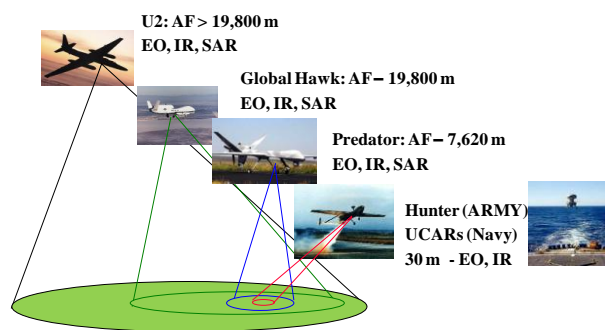 U2: AF > 19,800 m
EO, IR, SAR
Global Hawk: AF – 19,800 m
EO, IR, SAR
Predator: AF – 7,620 m
EO, IR, SAR
Hunter (ARMY)
UCARs (Navy)
30 m - EO, IR